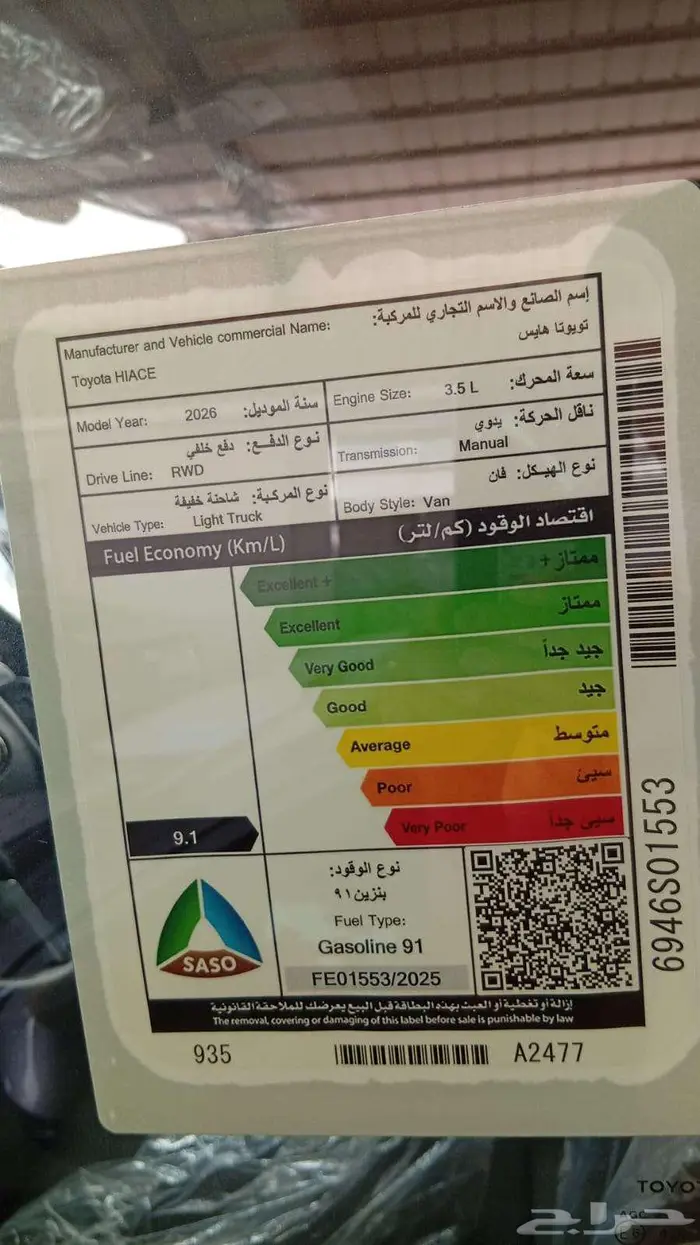 إسم الصانع والاسم التجاري للمركبة:
Manufacturer and Vehicle commercial Name:
تويوتا هايس
Toyota HIACE
Model Year: 2026 سنة الموديل:
Engine Size: 3.5 L سعة المحرك:
نوع الدفـــع: دفع خلفي
Drive Line: RWD
ناقل الحركة: يدوي
Transmission: Manual
نوع المركبـة: شاحنة خفيفة
Vehicle Type: Light Truck
نوع الهيـكل: فان
Body Style: Van
Fuel Economy (Km/L) اقتصاد الوقود (كم/لتر)
Excellent + ممتاز +
Excellent ممتاز
Very Good جيد جداً
Good جيد
Average متوسط
Poor سيئ
Very Poor سيئ جداً
9.1
SASO
نوع الوقود:
بنزين ٩١
Fuel Type:
Gasoline 91
FE01553/2025
إزالة أو تغطية أو العبث بهذه البطاقة قبل البيع يعرضك للملاحقة القانونية
The removal, covering or damaging of this label before sale is punishable by law
935 A2477
6946S01553
TOYO
AGC
حراج